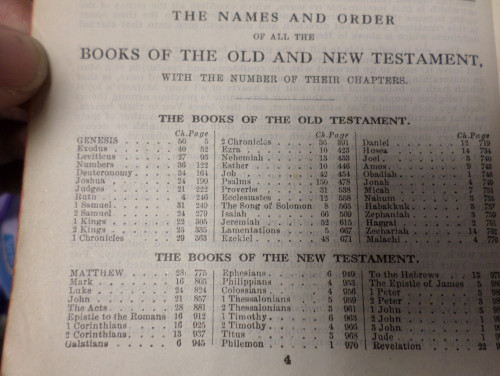 THE NAMES AND ORDER
OF ALL THE
BOOKS OF THE OLD AND NEW TESTAMENT,
WITH THE NUMBER OF THEIR CHAPTERS.
THE BOOKS OF THE OLD TESTAMENT.
Ch. Page
GENESIS 50 5
Exodus 40 52
Leviticus 27 95
Numbers 36 122
Deuteronomy 34 164
Joshua 24 190
Judges 21 222
Ruth 4 246
1 Samuel 31 249
2 Samuel 24 279
1 Kings 22 305
2 Kings 25 335
1 Chronicles 29 363
Ch. Page
2 Chronicles 36 391
Ezra 10 423
Nehemiah 13 433
Esther 10 446
Job 42 454
Psalms 150 478
Proverbs 31 538
Ecclesiastes 12 558
The Song of Solomon 8 565
Isaiah 66 569
Jeremiah 52 615
Lamentations 5 667
Ezekiel 48 671
Ch. Page
Daniel 12 719
Hosea 14 734
Joel 3
Amos 9
Obadiah 1
Jonah 4
Micah 7
Nahum 3
Habakkuk 3
Zephaniah 3
Haggai 2
Zechariah 14
Malachi 4
THE BOOKS OF THE NEW TESTAMENT.
MATTHEW 28 775
Mark 16 805
Luke 24 824
John 21 857
The Acts 28 881
Epistle to the Romans 16 912
1 Corinthians 16 925
2 Corinthians 13 937
Galatians 6 945
Ephesians 6 949
Philippians 4 953
Colossians 4 956
1 Thessalonians 5 959
2 Thessalonians 3 961
1 Timothy 6 963
2 Timothy 4 966
Titus 3 968
Philemon 1 970
To the Hebrews 13
The Epistle of James 5
1 Peter 5
2 Peter 3
1 John 5
2 John 1
3 John 1
Jude 1
Revelation 22
4